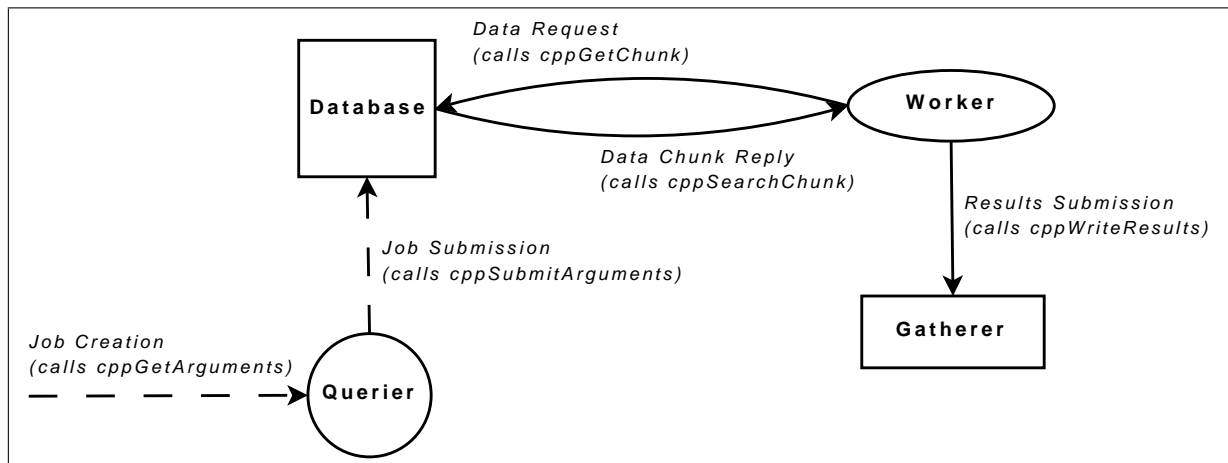 Data Request
(calls cppGetChunk)
Database
Worker
Data Chunk Reply
(calls cppSearchChunk)
Results Submission
(calls cppWriteResults)
Job Submission
(calls cppSubmitArguments)
Gatherer
Job Creation
(calls cppGetArguments)
Querier